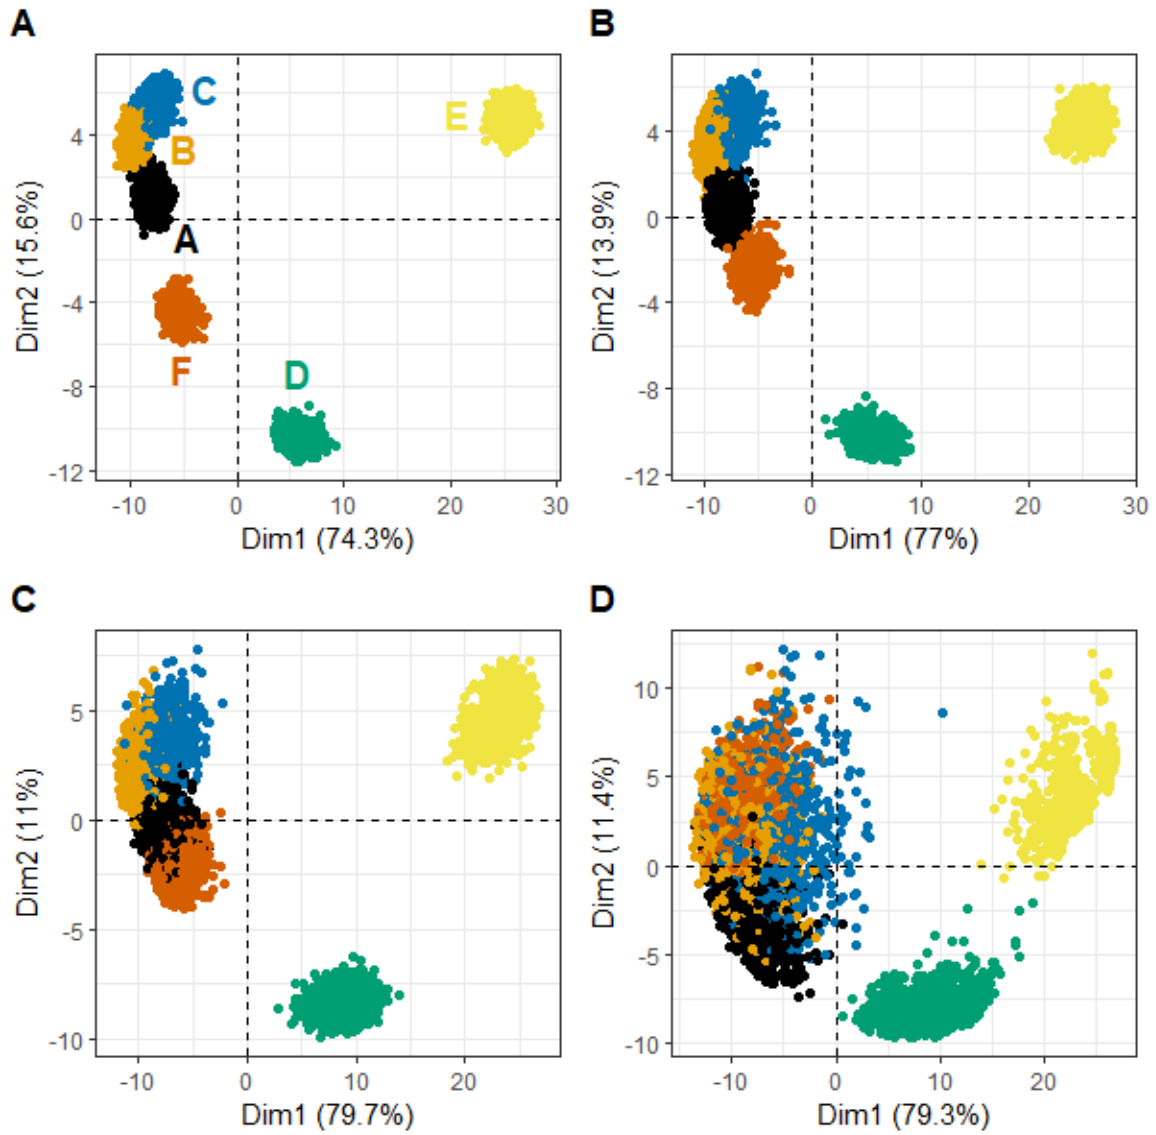 A
B
C
E
B
A
F
D
4
0
-4
-8
-12
-10
0
10
20
30
Dim1 (74.3%)
Dim2 (15.6%)
4
0
-4
-8
-12
-10
0
10
20
30
Dim1 (77%)
Dim2 (13.9%)
C
D
5
0
-5
-10
-10
0
10
20
Dim1 (79.7%)
Dim2 (11%)
10
5
0
-5
-10
-10
0
10
20
Dim1 (79.3%)
Dim2 (11.4%)